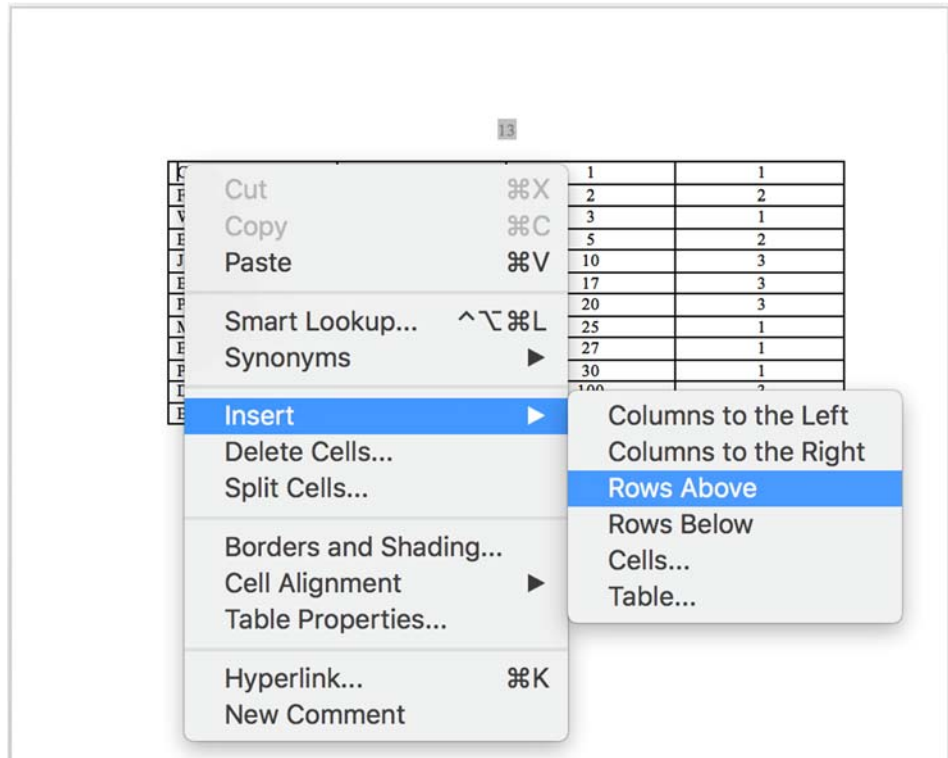 13
1 1
2 2
3 1
5 2
10 3
17 3
20 3
25 1
27 1
30 1
100
Cut ⌘X
Copy ⌘C
Paste ⌘V
Smart Lookup... ^⌥⌘L
Synonyms ▶
Insert ▶
Delete Cells...
Split Cells...
Borders and Shading...
Cell Alignment ▶
Table Properties...
Hyperlink... ⌘K
New Comment
Columns to the Left
Columns to the Right
Rows Above
Rows Below
Cells...
Table...